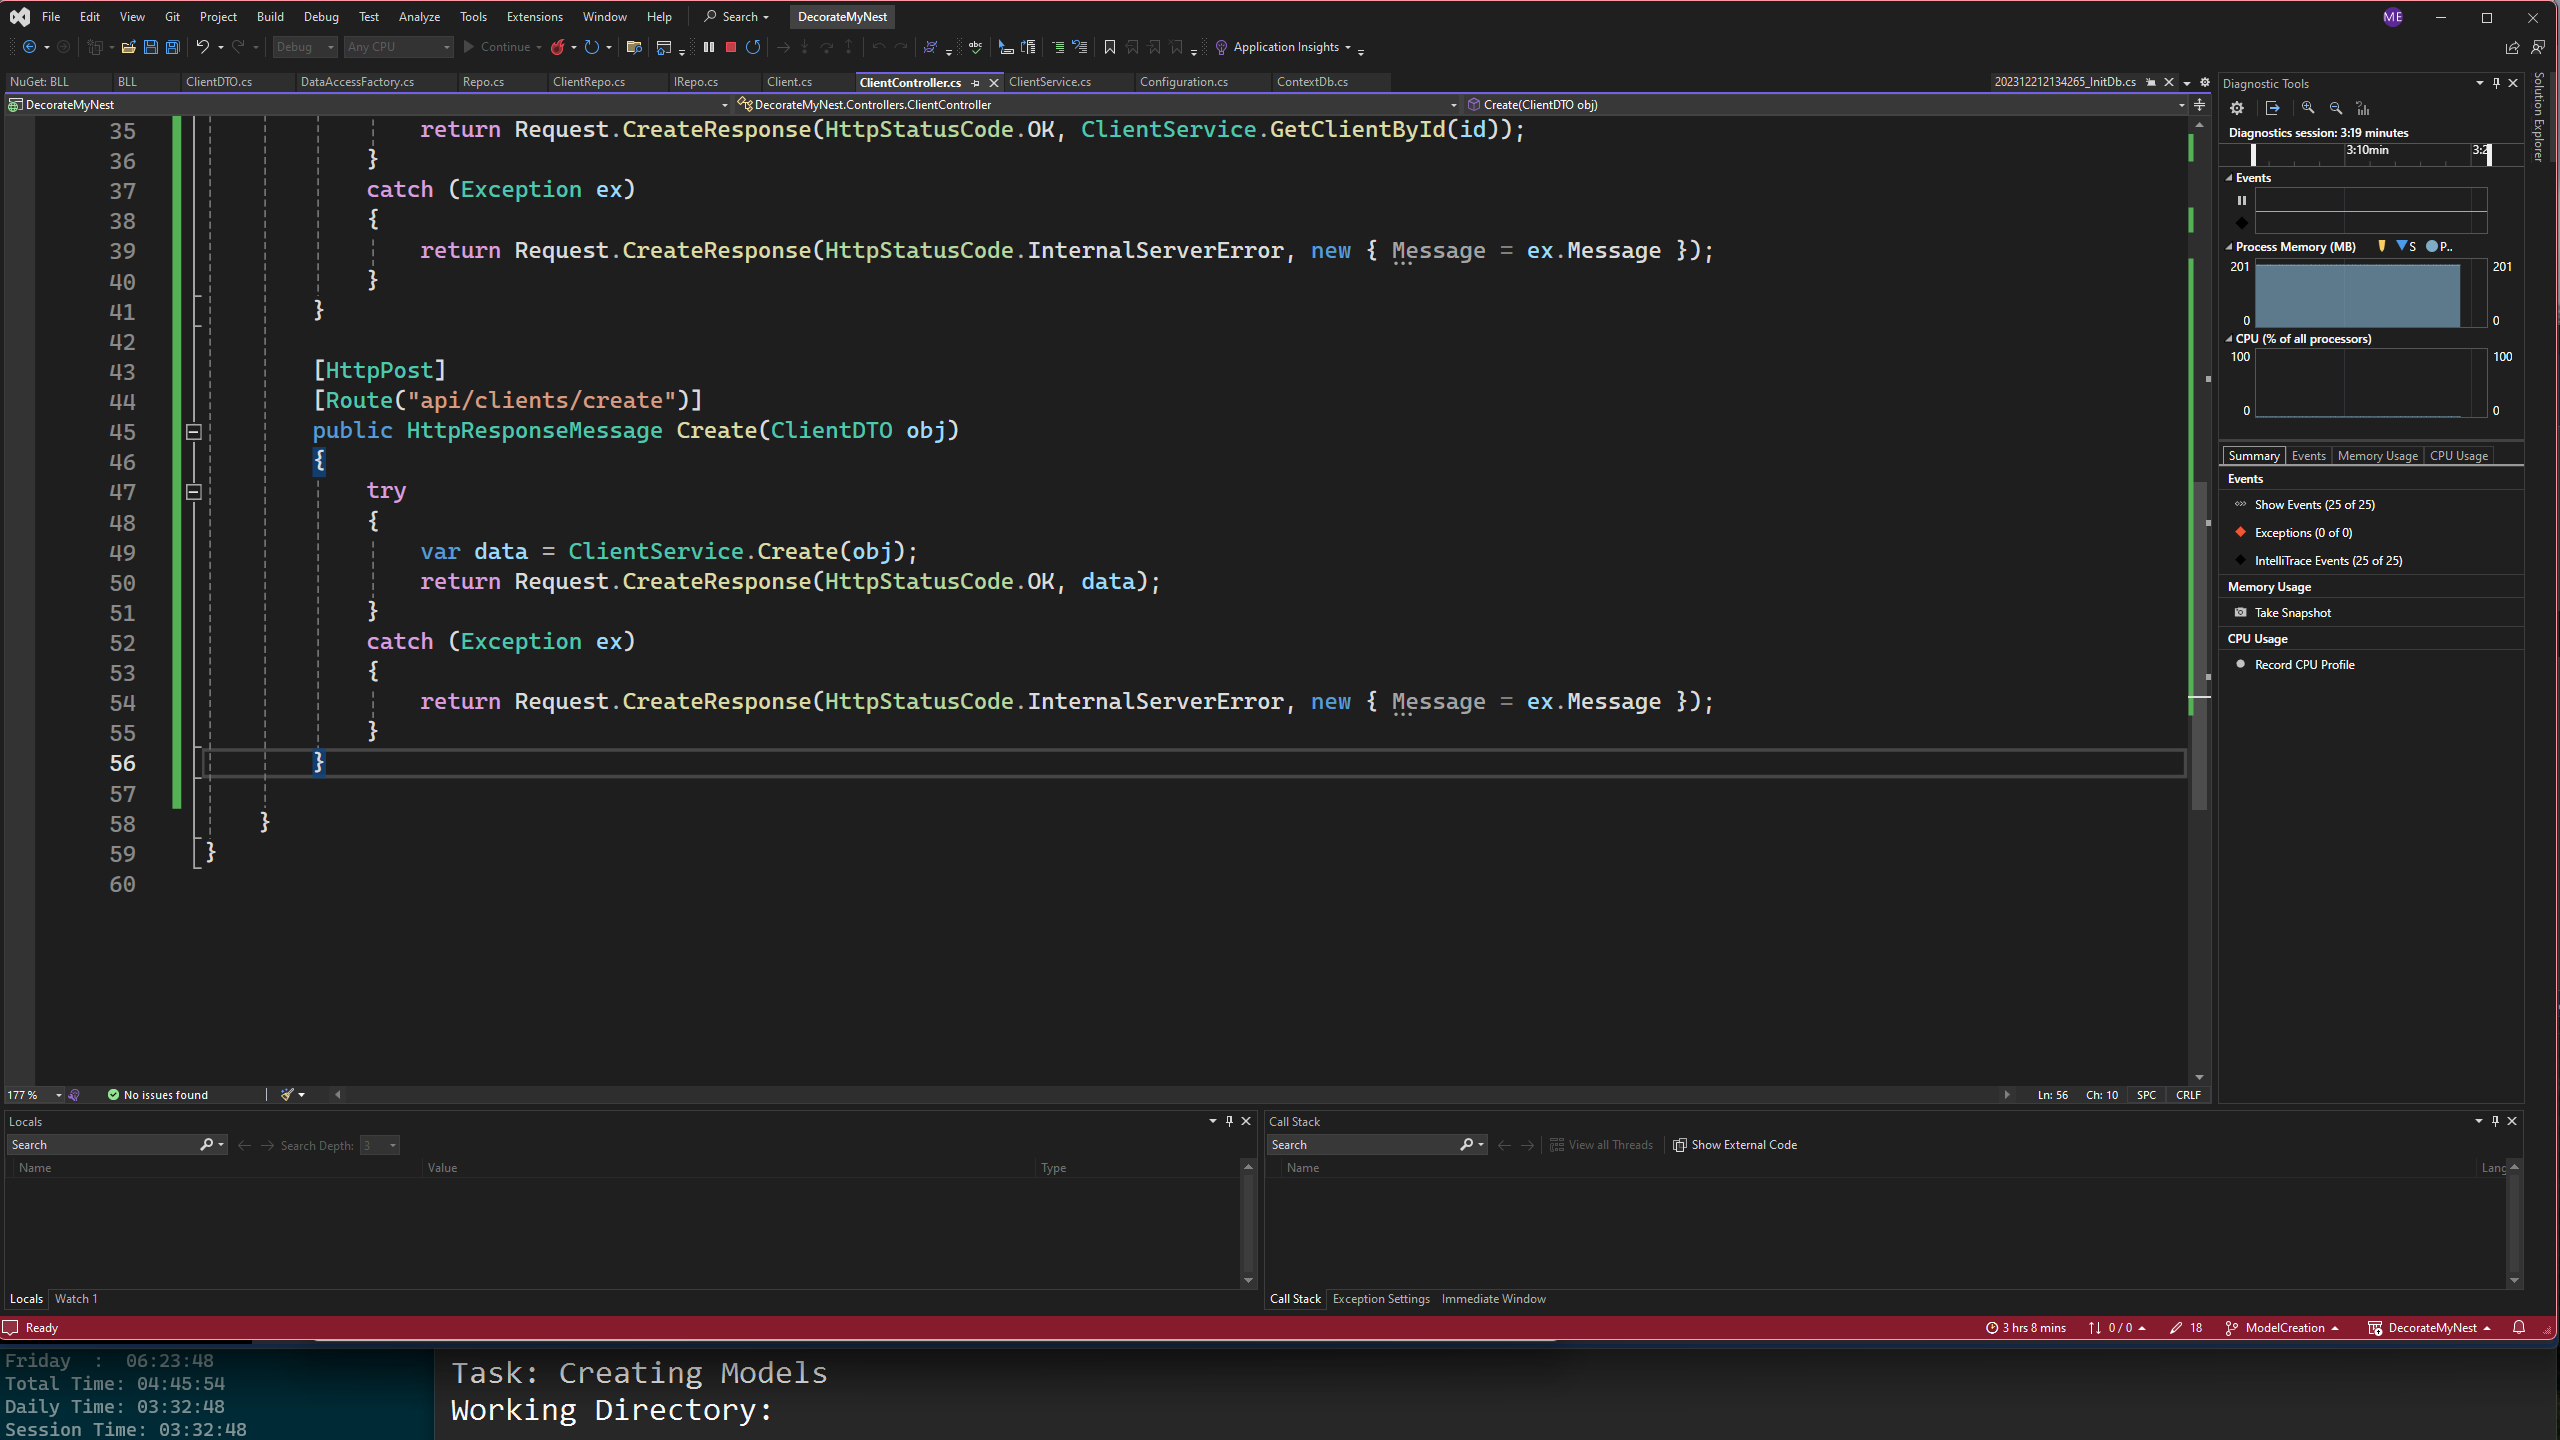 File Edit View Git Project Build Debug Test Analyze Tools Extensions Window Help Search DecorateMyNest ME
Debug Any CPU Continue Application Insights
NuGet: BLL BLL ClientDTO.cs DataAccessFactory.cs Repo.cs ClientRepo.cs IRepo.cs Client.cs ClientController.cs ClientService.cs Configuration.cs ContextDb.cs 202312212134265_InitDb.cs
DecorateMyNest DecorateMyNest.Controllers.ClientController Create(ClientDTO obj)
35 return Request.CreateResponse(HttpStatusCode.OK, ClientService.GetClientById(id));
36 }
37 catch (Exception ex)
38 {
39 return Request.CreateResponse(HttpStatusCode.InternalServerError, new { Message = ex.Message });
40 }
41 }
42
43 [HttpPost]
44 [Route("api/clients/create")]
45 public HttpResponseMessage Create(ClientDTO obj)
46 {
47 try
48 {
49 var data = ClientService.Create(obj);
50 return Request.CreateResponse(HttpStatusCode.OK, data);
51 }
52 catch (Exception ex)
53 {
54 return Request.CreateResponse(HttpStatusCode.InternalServerError, new { Message = ex.Message });
55 }
56 }
57
58 }
59 }
60
177 % No issues found Ln: 56 Ch: 10 SPC CRLF
Diagnostic Tools
Diagnostics session: 3:19 minutes
3:10min 3:2
Events
Process Memory (MB) S P..
201 201
0 0
CPU (% of all processors)
100 100
0 0
Summary Events Memory Usage CPU Usage
Events
Show Events (25 of 25)
Exceptions (0 of 0)
IntelliTrace Events (25 of 25)
Memory Usage
Take Snapshot
CPU Usage
Record CPU Profile
Solution Explorer
Locals
Search Search Depth: 3
Name Value Type
Locals Watch 1
Call Stack
Search View all Threads Show External Code
Name Lang
Call Stack Exception Settings Immediate Window
Ready 3 hrs 8 mins 0 / 0 18 ModelCreation DecorateMyNest
Friday : 06:23:48
Total Time: 04:45:54
Daily Time: 03:32:48
Session Time: 03:32:48
Task: Creating Models
Working Directory: